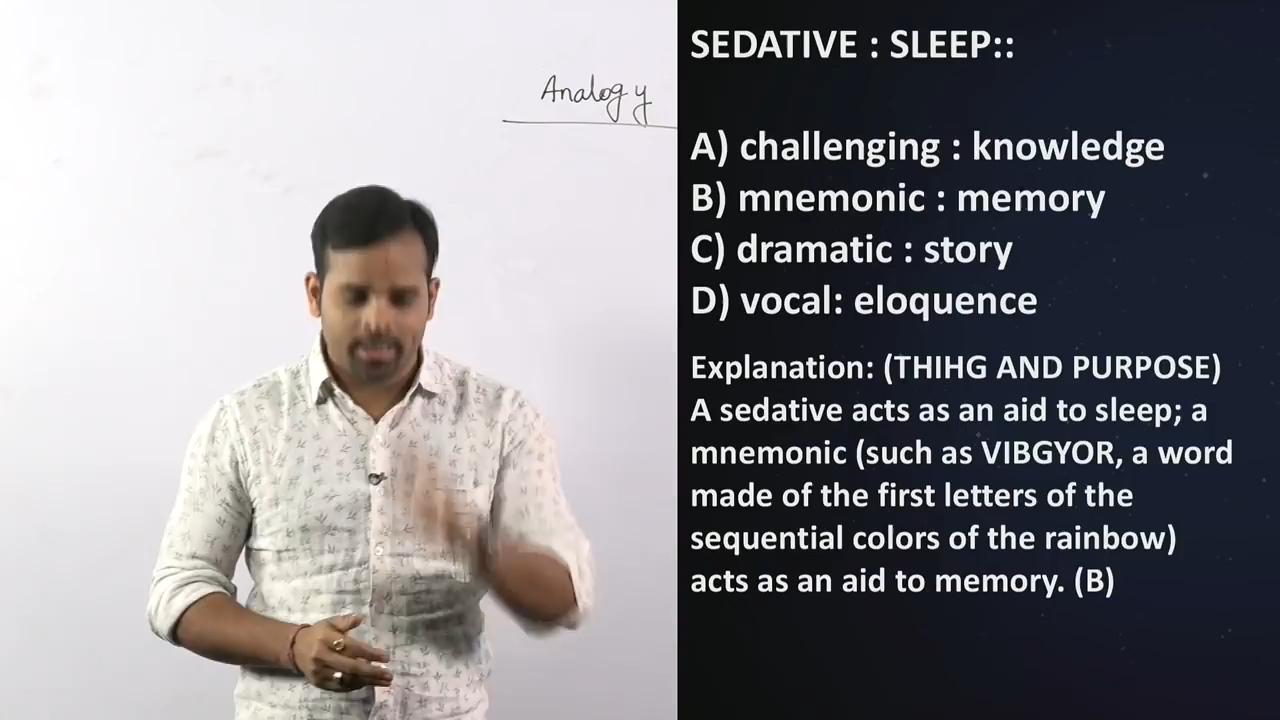 Analogy
SEDATIVE : SLEEP::
A) challenging : knowledge
B) mnemonic : memory
C) dramatic : story
D) vocal: eloquence
Explanation: (THIHG AND PURPOSE)
A sedative acts as an aid to sleep; a
mnemonic (such as VIBGYOR, a word
made of the first letters of the
sequential colors of the rainbow)
acts as an aid to memory. (B)